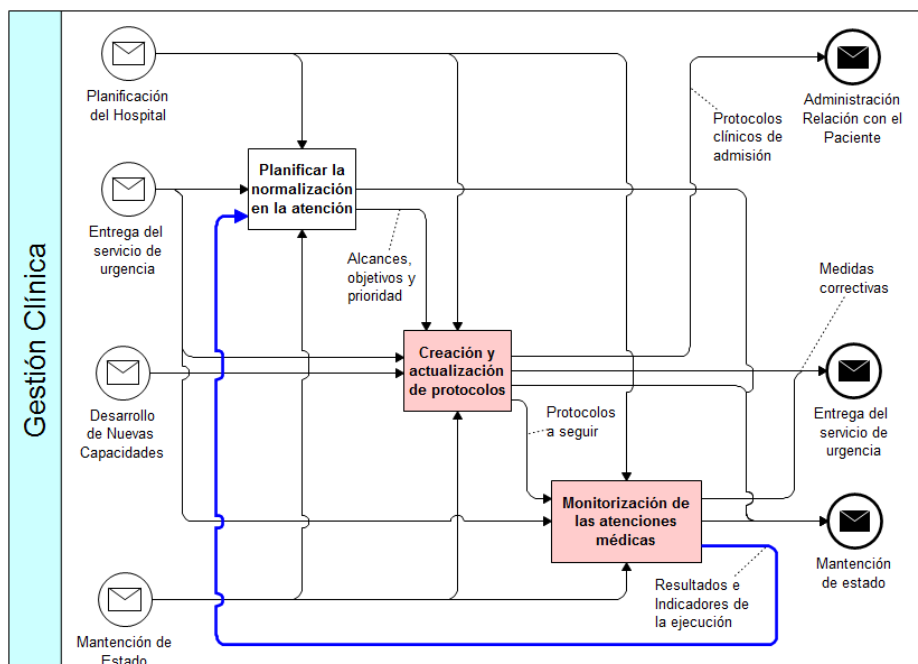 Gestión Clínica
Planificación
del Hospital
Entrega del
servicio de
urgencia
Desarrollo
de Nuevas
Capacidades
Mantención de
Estado
Planificar la
normalización
en la atención
Alcances,
objetivos y
prioridad
Creación y
actualización
de protocolos
Protocolos
a seguir
Monitorización de
las atenciones
médicas
Resultados e
Indicadores de
la ejecución
Protocolos
clínicos de
admisión
Medidas
correctivas
Administración
Relación con el
Paciente
Entrega del
servicio de
urgencia
Mantención
de estado